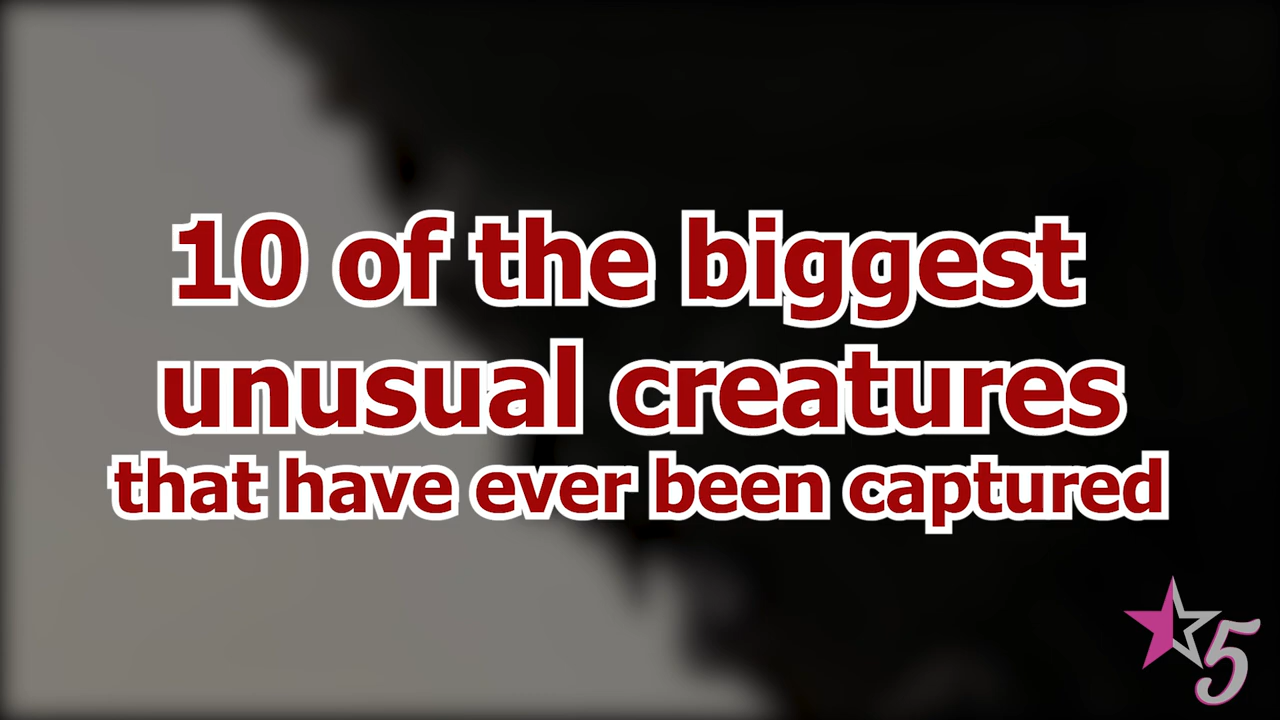 10 of the biggest
unusual creatures
that have ever been captured
5